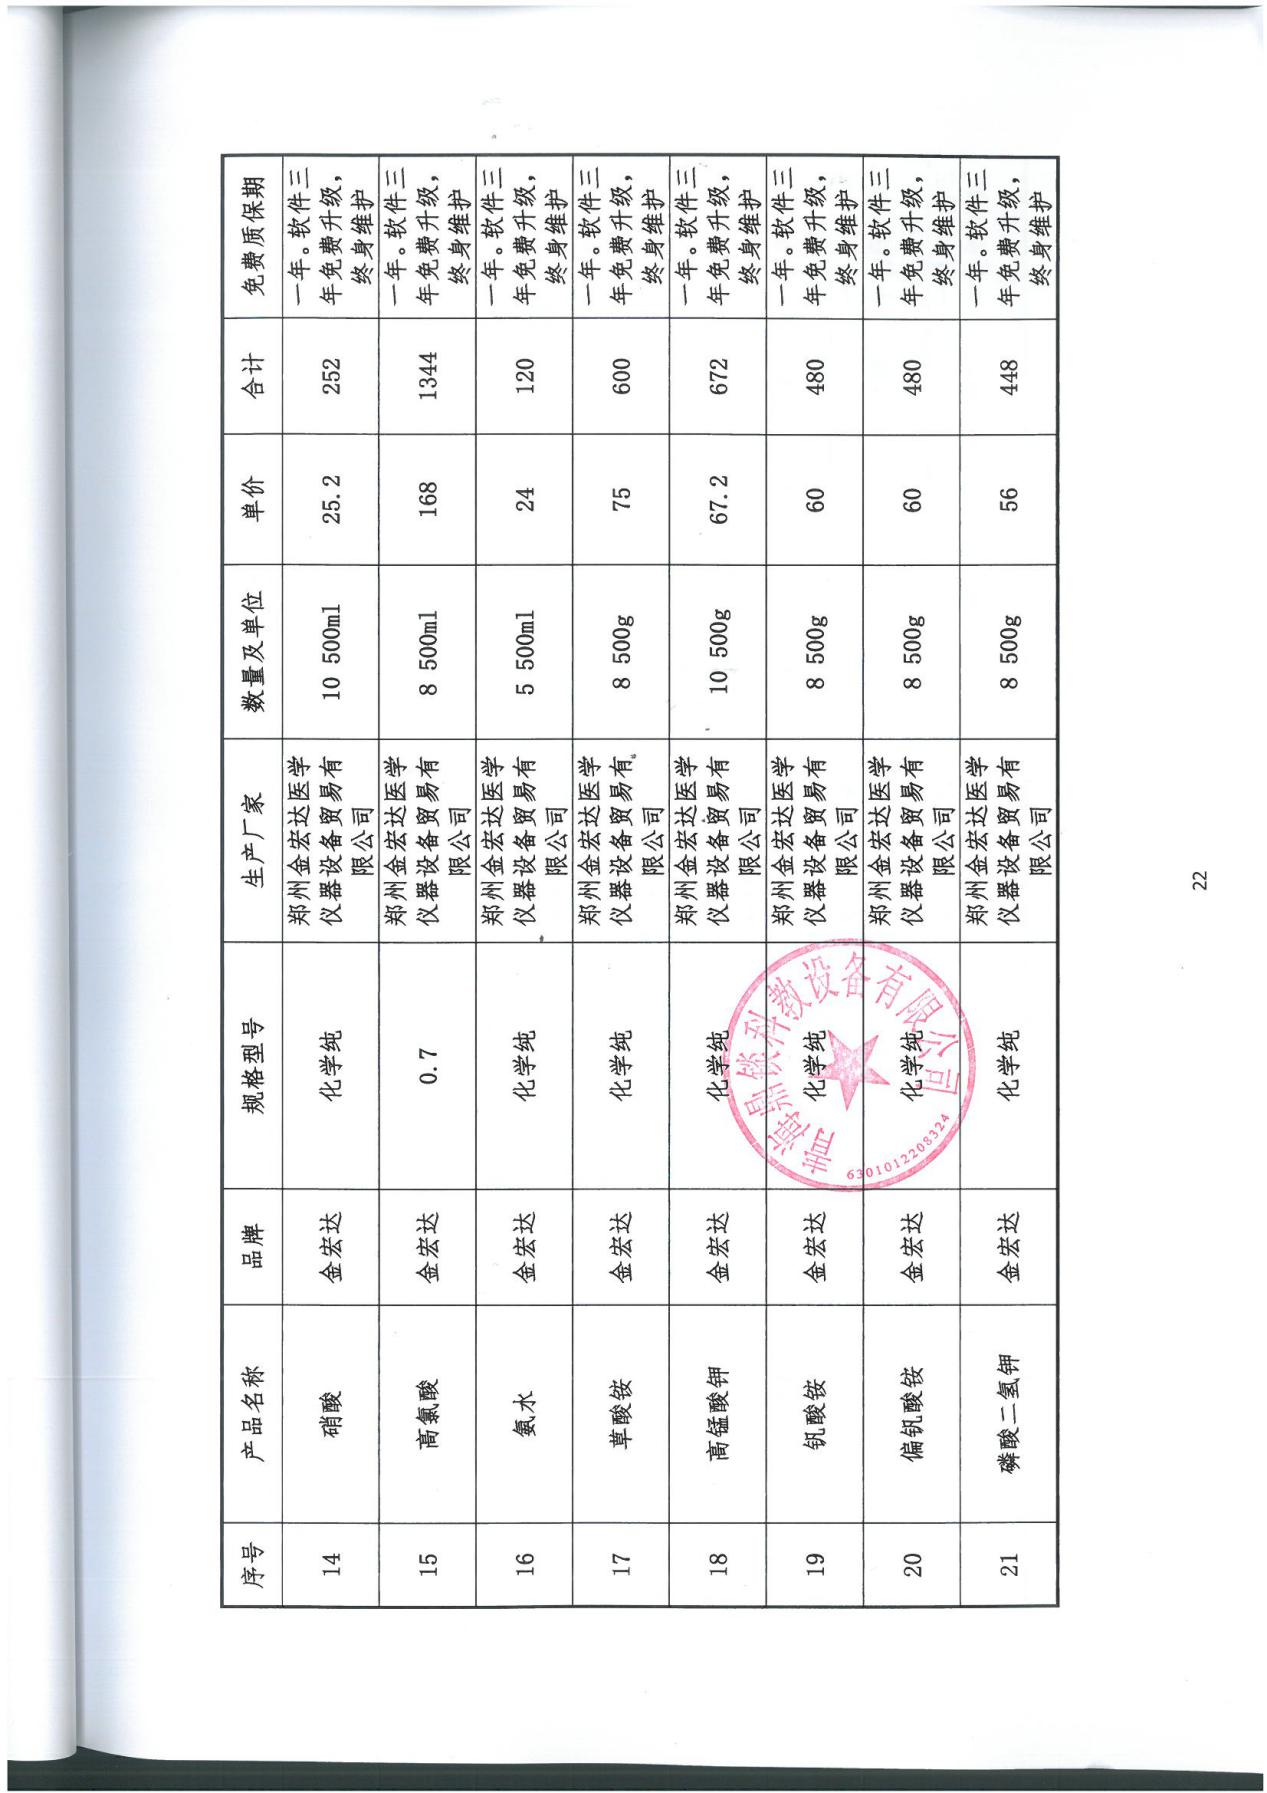 序号 产品名称 品牌 规格型号 生产厂家 数量及单位 单价 合计 免费质保期
14 硝酸 金宏达 化学纯 郑州金宏达医学 10 500ml 25.2 252 一年。软件三
仪器设备贸易有 年免费升级，
限公司 终身维护
15 高氯酸 金宏达 0.7 郑州金宏达医学 8 500ml 168 1344 一年。软件三
仪器设备贸易有 年免费升级，
限公司 终身维护
16 氨水 金宏达 化学纯 郑州金宏达医学 5 500ml 24 120 一年。软件三
仪器设备贸易有 年免费升级，
限公司 终身维护
17 草酸铵 金宏达 化学纯 郑州金宏达医学 8 500g 75 600 一年。软件三
仪器设备贸易有 年免费升级，
限公司 终身维护
18 高锰酸钾 金宏达 化学纯 郑州金宏达医学 10 500g 67.2 672 一年。软件三
仪器设备贸易有 年免费升级，
限公司 终身维护
19 钒酸铵 金宏达 化学纯 郑州金宏达医学 8 500g 60 480 一年。软件三
仪器设备贸易有 年免费升级，
限公司 终身维护
20 偏钒酸铵 金宏达 化学纯 郑州金宏达医学 8 500g 60 480 一年。软件三
仪器设备贸易有 年免费升级，
限公司 终身维护
21 磷酸二氢钾 金宏达 化学纯 郑州金宏达医学 8 500g 56 448 一年。软件三
仪器设备贸易有 年免费升级，
限公司 终身维护
青海鼎锬科教设备有限公司
6301012208324
22